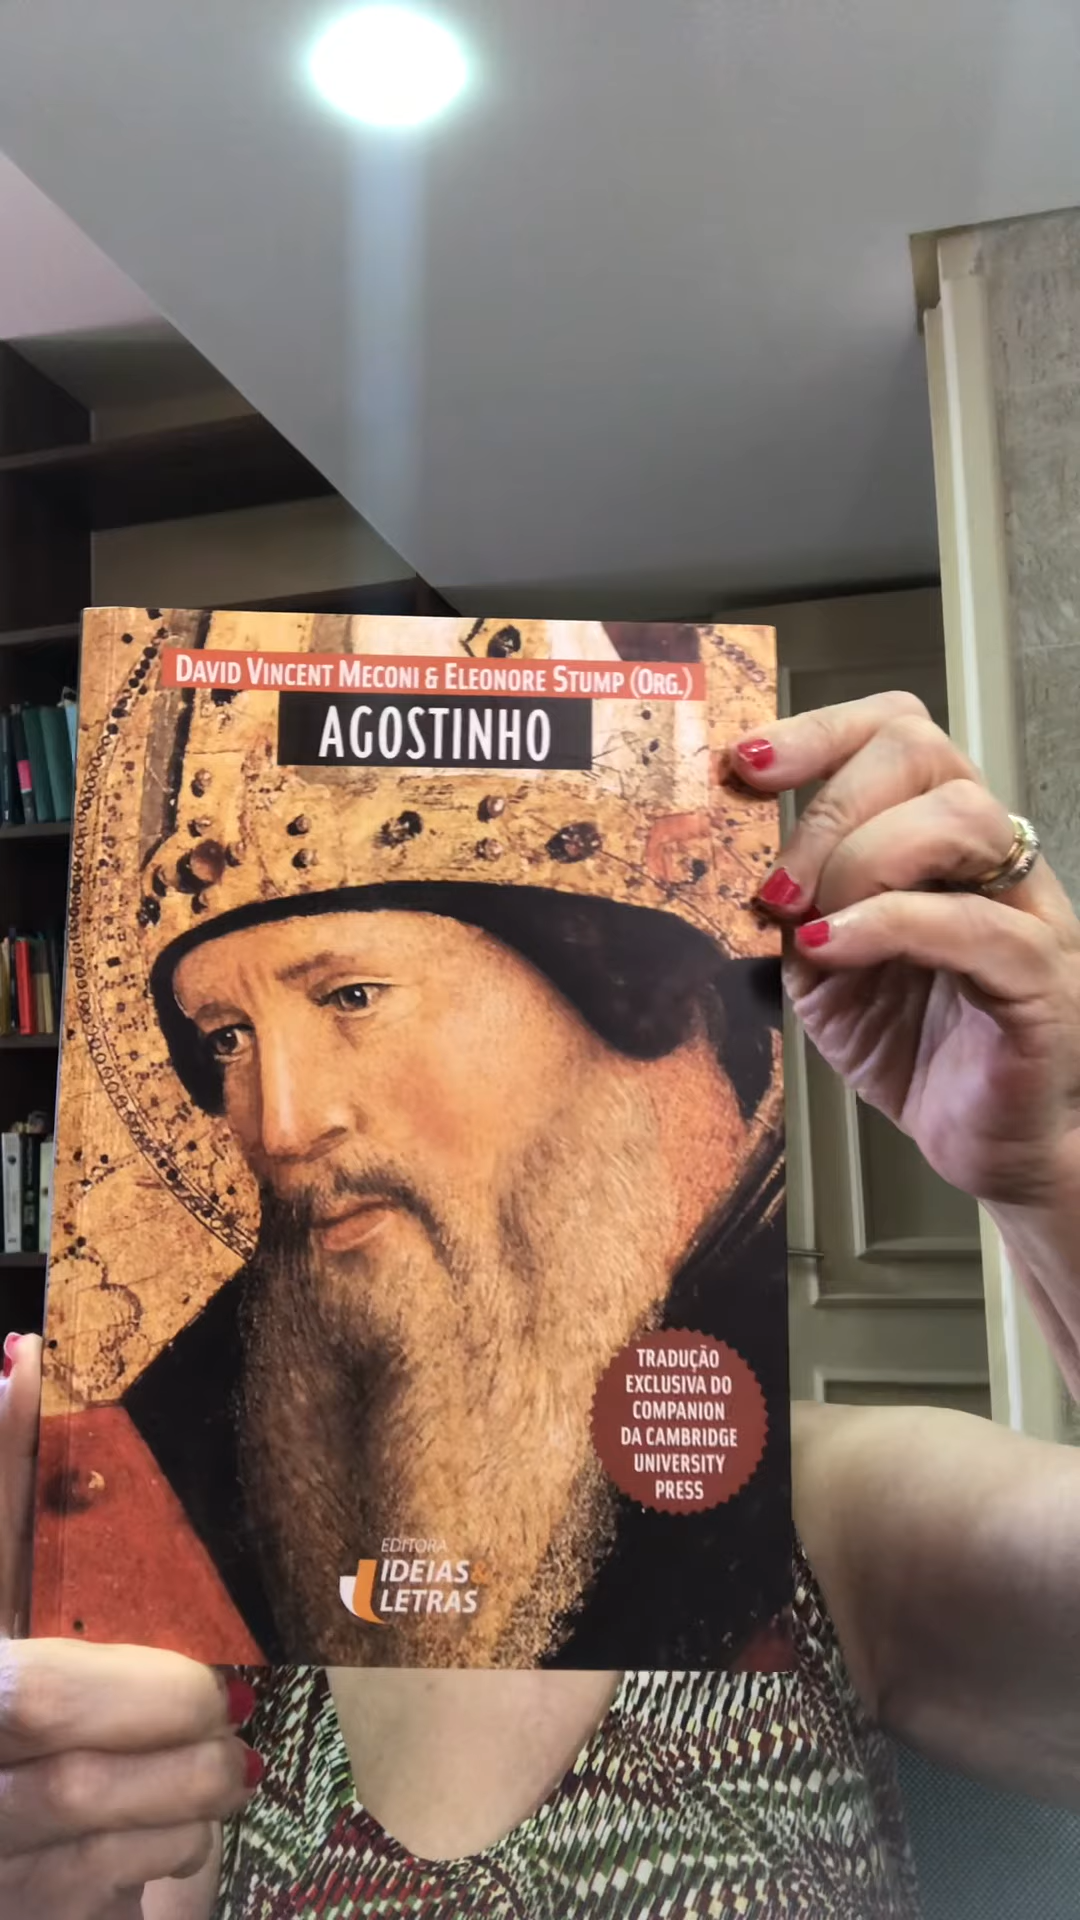 DAVID VINCENT MECONI & ELEONORE STUMP (ORG.)
AGOSTINHO
TRADUÇÃO
EXCLUSIVA DO
COMPANION
DA CAMBRIDGE
UNIVERSITY
PRESS
EDITORA
IDEIAS&
LETRAS